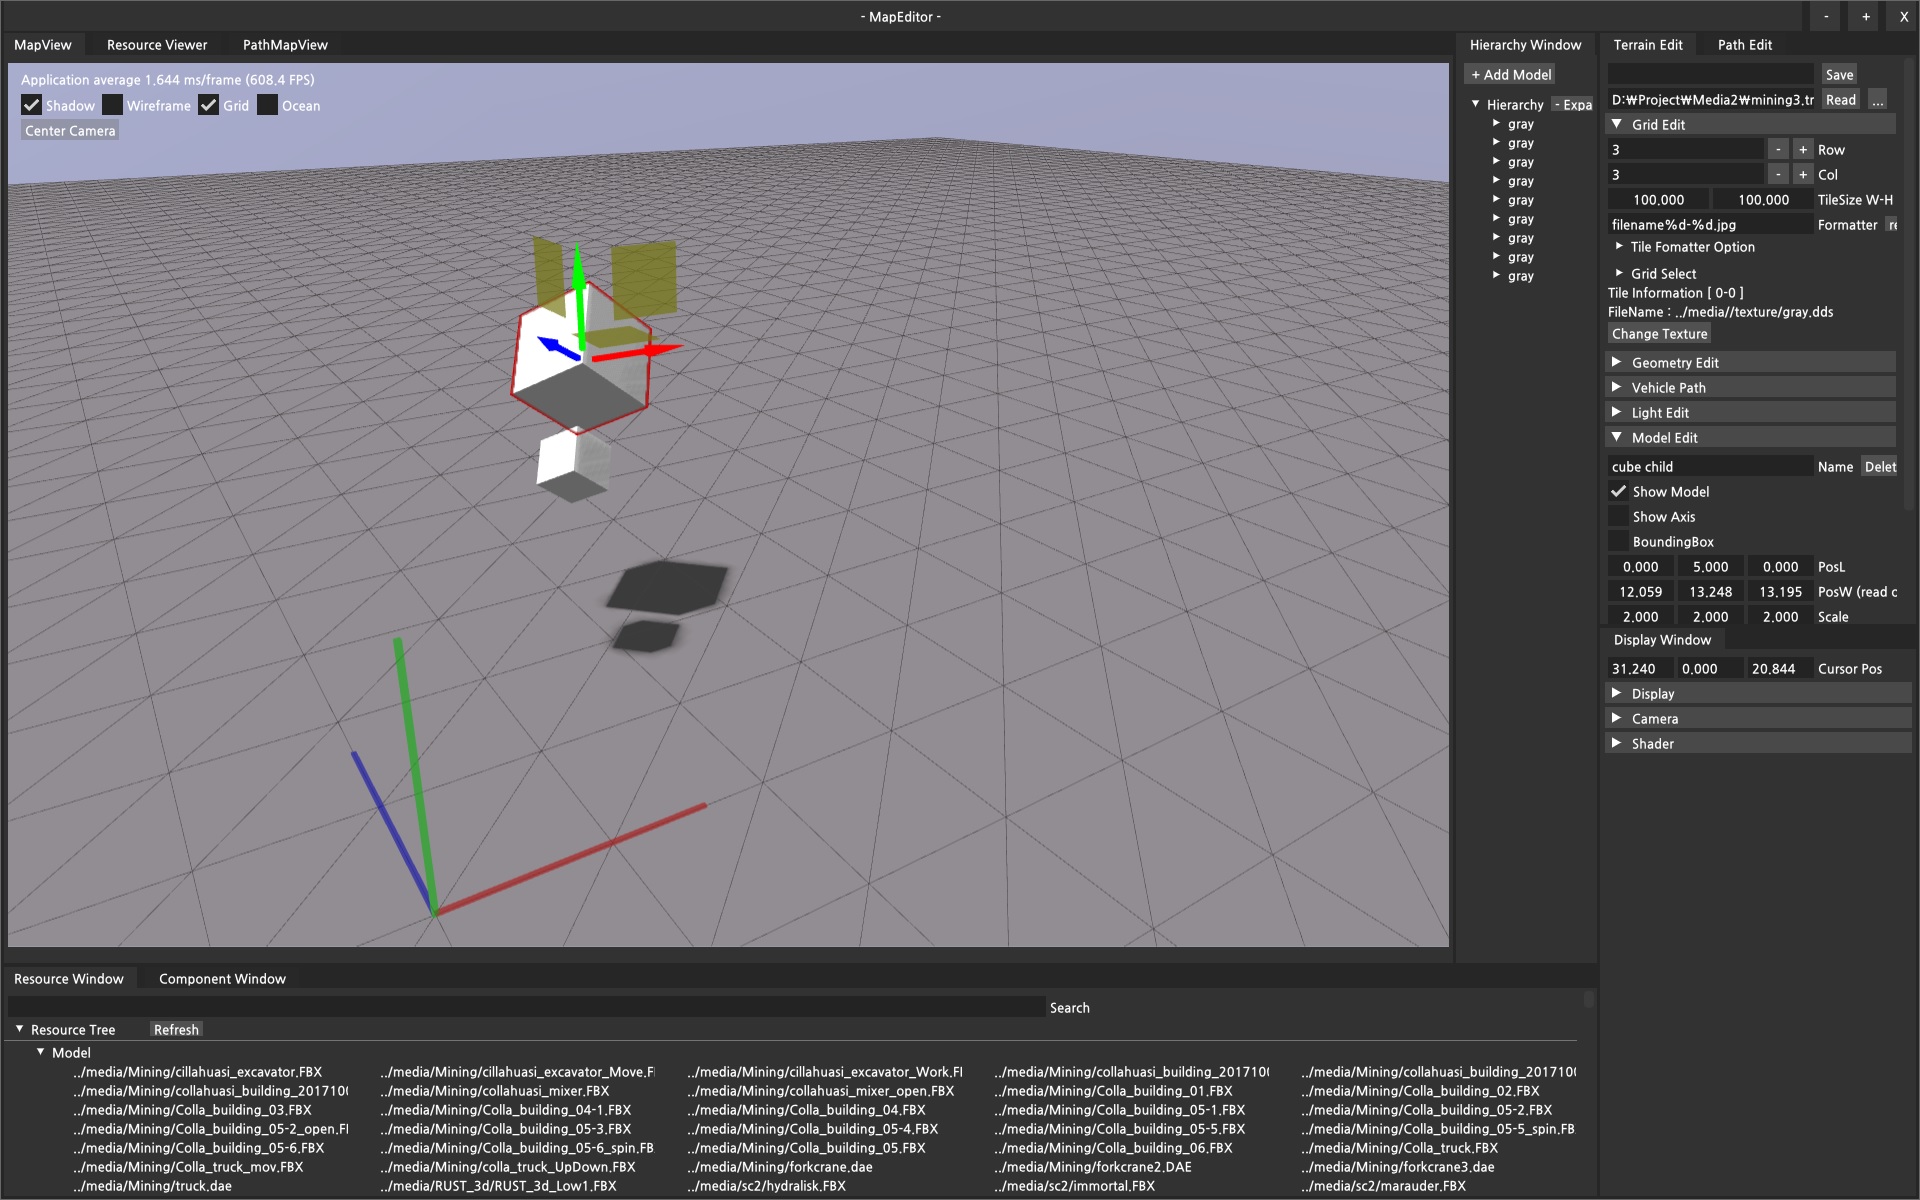 - MapEditor -
- + X
MapView Resource Viewer PathMapView
Application average 1.644 ms/frame (608.4 FPS)
Shadow Wireframe Grid Ocean
Center Camera
Hierarchy Window
+ Add Model
Hierarchy - Expa
gray
gray
gray
gray
gray
gray
gray
gray
gray
Terrain Edit Path Edit
Save
D:₩Project₩Media2₩mining3.tr Read ...
Grid Edit
3 - + Row
3 - + Col
100.000 100.000 TileSize W-H
filename%d-%d.jpg Formatter re
Tile Fomatter Option
Grid Select
Tile Information [ 0-0 ]
FileName : ../media//texture/gray.dds
Change Texture
Geometry Edit
Vehicle Path
Light Edit
Model Edit
cube child Name Delet
Show Model
Show Axis
BoundingBox
0.000 5.000 0.000 PosL
12.059 13.248 13.195 PosW (read o
2.000 2.000 2.000 Scale
Display Window
31.240 0.000 20.844 Cursor Pos
Display
Camera
Shader
Resource Window Component Window
Search
Resource Tree Refresh
Model
../media/Mining/cillahuasi_excavator.FBX ../media/Mining/cillahuasi_excavator_Move.F ../media/Mining/cillahuasi_excavator_Work.FI ../media/Mining/collahuasi_building_201710( ../media/Mining/collahuasi_building_201710(
../media/Mining/collahuasi_building_201710( ../media/Mining/collahuasi_mixer.FBX ../media/Mining/collahuasi_mixer_open.FBX ../media/Mining/Colla_building_01.FBX ../media/Mining/Colla_building_02.FBX
../media/Mining/Colla_building_03.FBX ../media/Mining/Colla_building_04-1.FBX ../media/Mining/Colla_building_04.FBX ../media/Mining/Colla_building_05-1.FBX ../media/Mining/Colla_building_05-2.FBX
../media/Mining/Colla_building_05-2_open.FI ../media/Mining/Colla_building_05-3.FBX ../media/Mining/Colla_building_05-4.FBX ../media/Mining/Colla_building_05-5.FBX ../media/Mining/Colla_building_05-5_spin.FB
../media/Mining/Colla_building_05-6.FBX ../media/Mining/Colla_building_05-6_spin.FB ../media/Mining/Colla_building_05.FBX ../media/Mining/Colla_building_06.FBX ../media/Mining/Colla_truck.FBX
../media/Mining/Colla_truck_mov.FBX ../media/Mining/colla_truck_UpDown.FBX ../media/Mining/forkcrane.dae ../media/Mining/forkcrane2.DAE ../media/Mining/forkcrane3.dae
../media/Mining/truck.dae ../media/RUST_3d/RUST_3d_Low1.FBX ../media/sc2/hydralisk.FBX ../media/sc2/immortal.FBX ../media/sc2/marauder.FBX